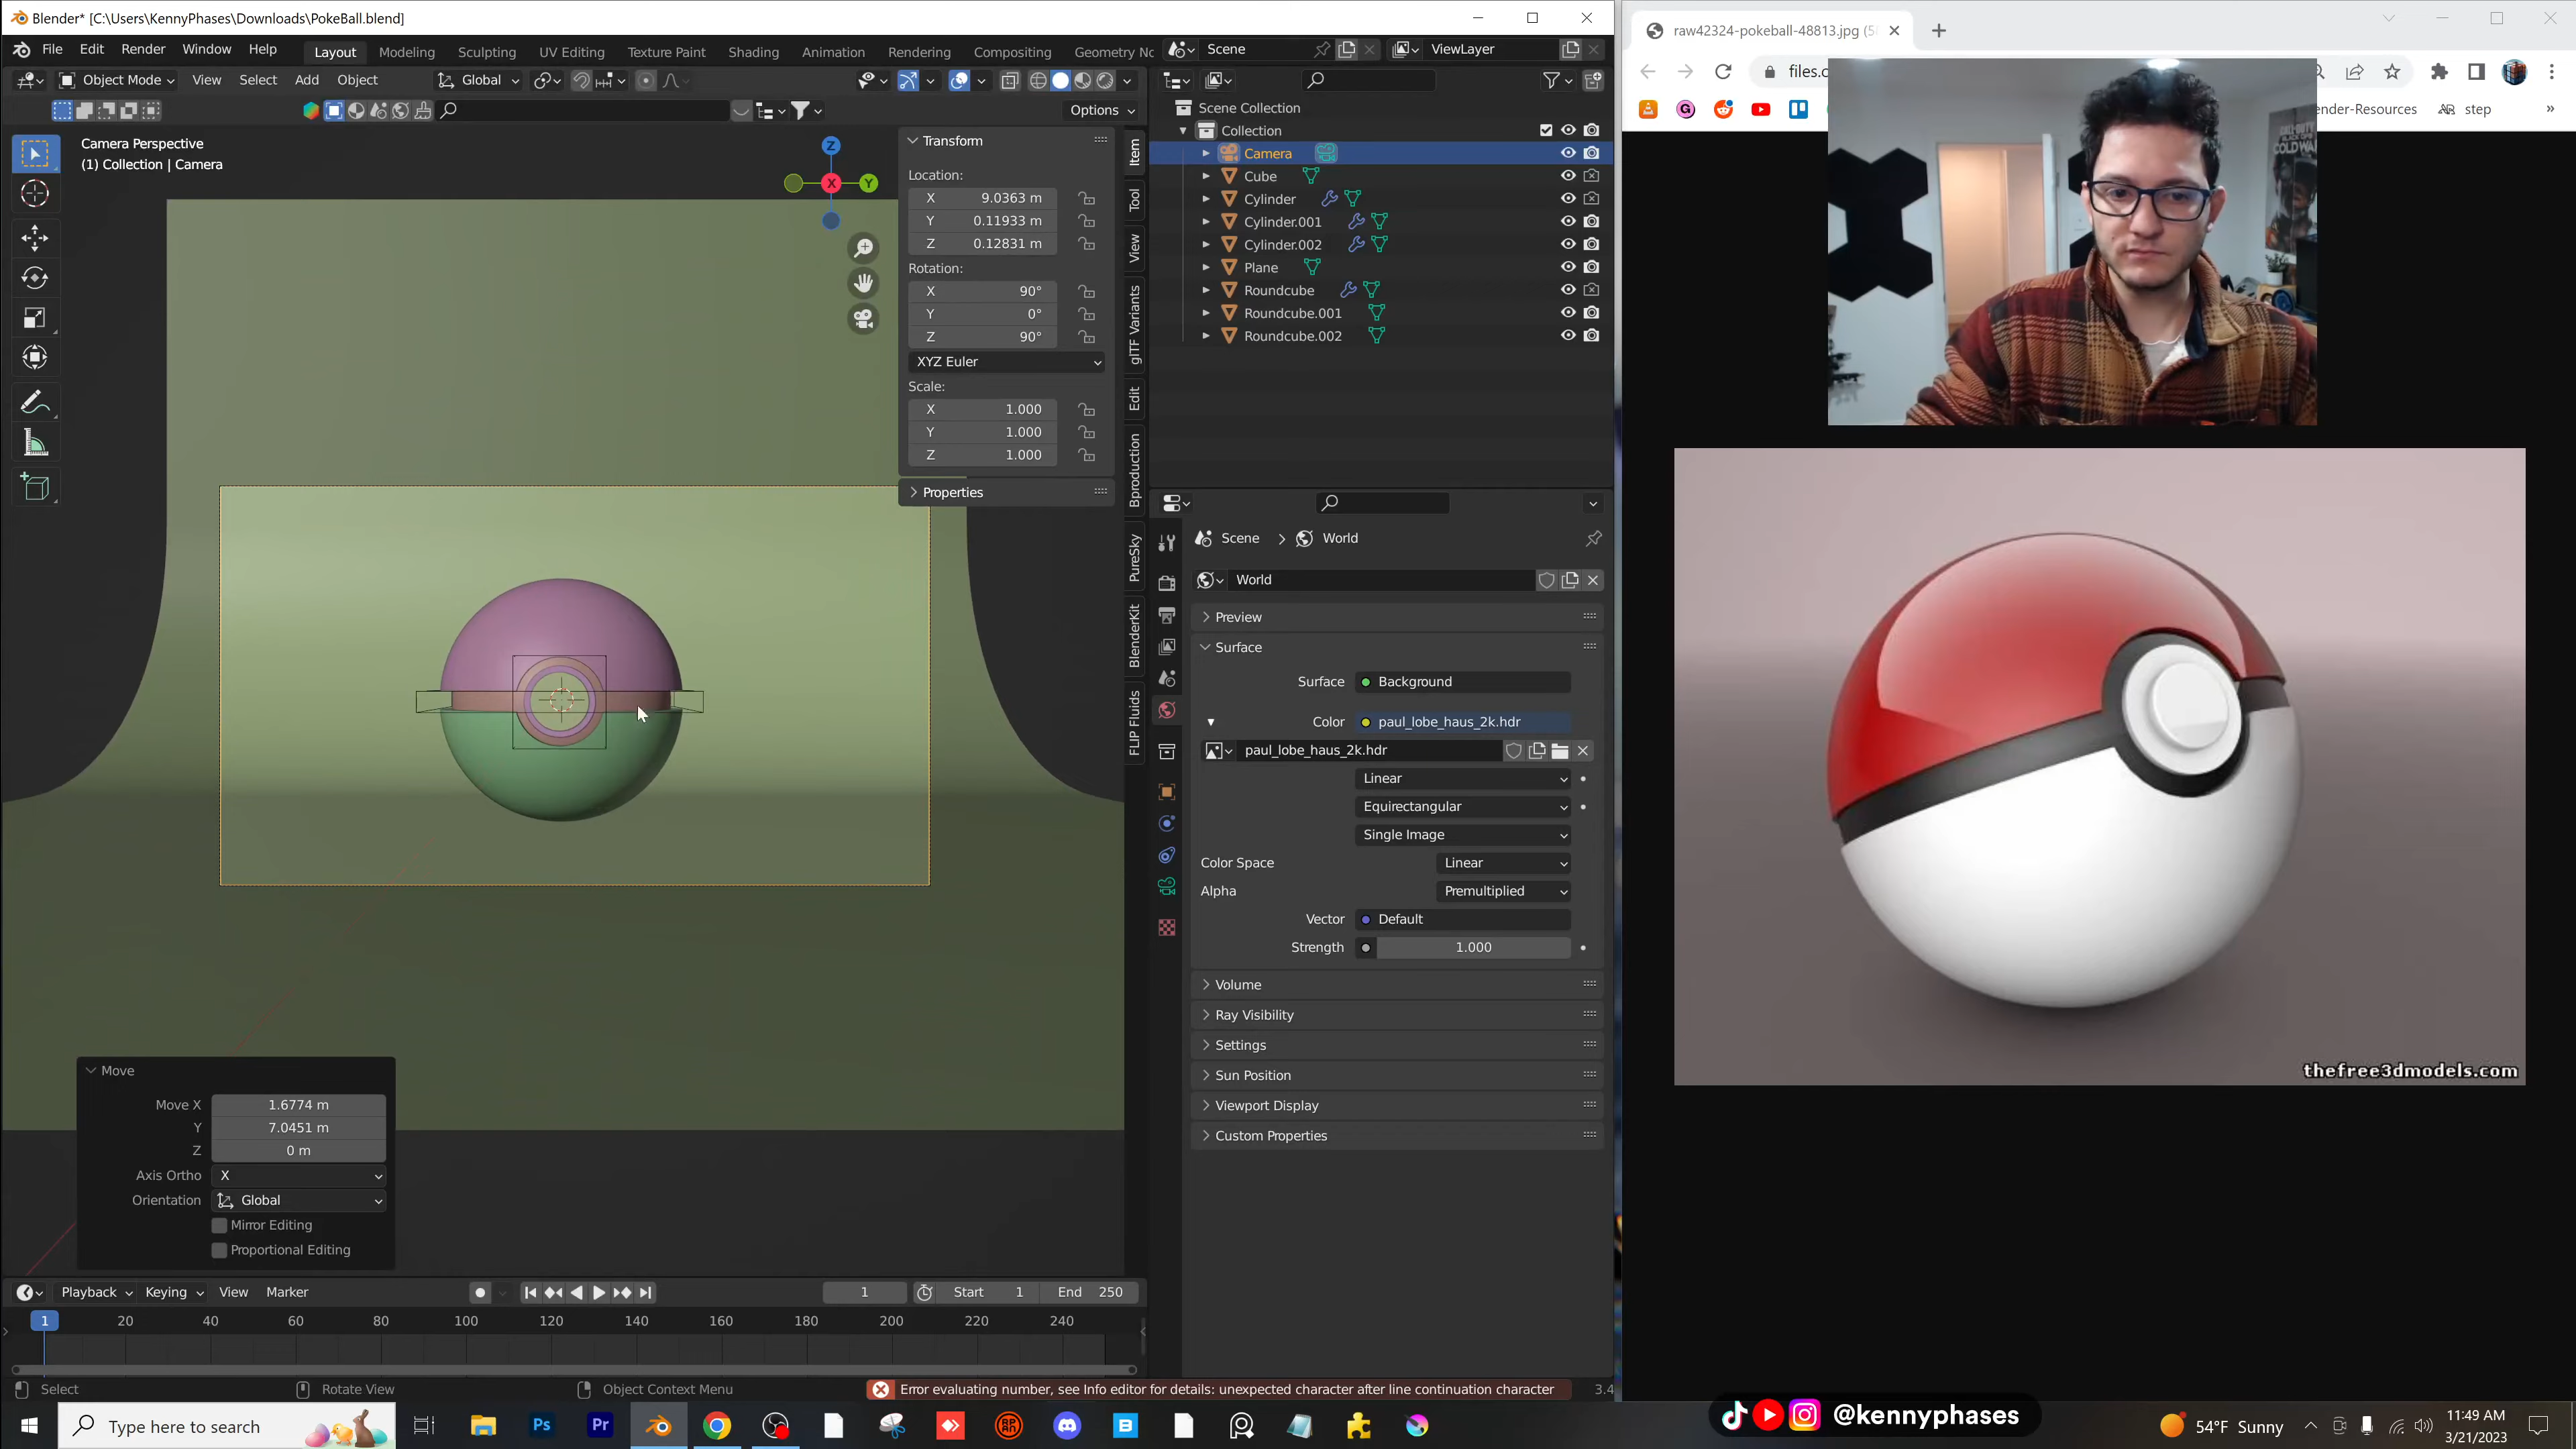 Blender* [C:\Users\KennyPhases\Downloads\PokeBall.blend]
File Edit Render Window Help
Layout Modeling Sculpting UV Editing Texture Paint Shading Animation Rendering Compositing Geometry Nc
Scene
ViewLayer
Object Mode View Select Add Object
Global
Options
Camera Perspective
(1) Collection | Camera
Z
X
Y
Transform
Location:
X 9.0363 m
Y 0.11933 m
Z 0.12831 m
Rotation:
X 90°
Y 0°
Z 90°
XYZ Euler
Scale:
X 1.000
Y 1.000
Z 1.000
Properties
Item
Tool
View
glTF Variants
Edit
Bproduction
PureSky
BlenderKit
FLIP Fluids
Scene Collection
Collection
Camera
Cube
Cylinder
Cylinder.001
Cylinder.002
Plane
Roundcube
Roundcube.001
Roundcube.002
Scene > World
World
Preview
Surface
Surface Background
Color paul_lobe_haus_2k.hdr
paul_lobe_haus_2k.hdr
Linear
Equirectangular
Single Image
Color Space Linear
Alpha Premultiplied
Vector Default
Strength 1.000
Volume
Ray Visibility
Settings
Sun Position
Viewport Display
Custom Properties
Move
Move X 1.6774 m
Y 7.0451 m
Z 0 m
Axis Ortho X
Orientation Global
Mirror Editing
Proportional Editing
Playback Keying View Marker
1
Start 1
End 250
1 20 40 60 80 100 120 140 160 180 200 220 240
Select
Rotate View
Object Context Menu
Error evaluating number, see Info editor for details: unexpected character after line continuation character
3.4
raw42324-pokeball-48813.jpg (5
files.c
ender-Resources
step
thefree3dmodels.com
@kennyphases
Type here to search
Ps
Pr
54°F Sunny
11:49 AM
3/21/2023